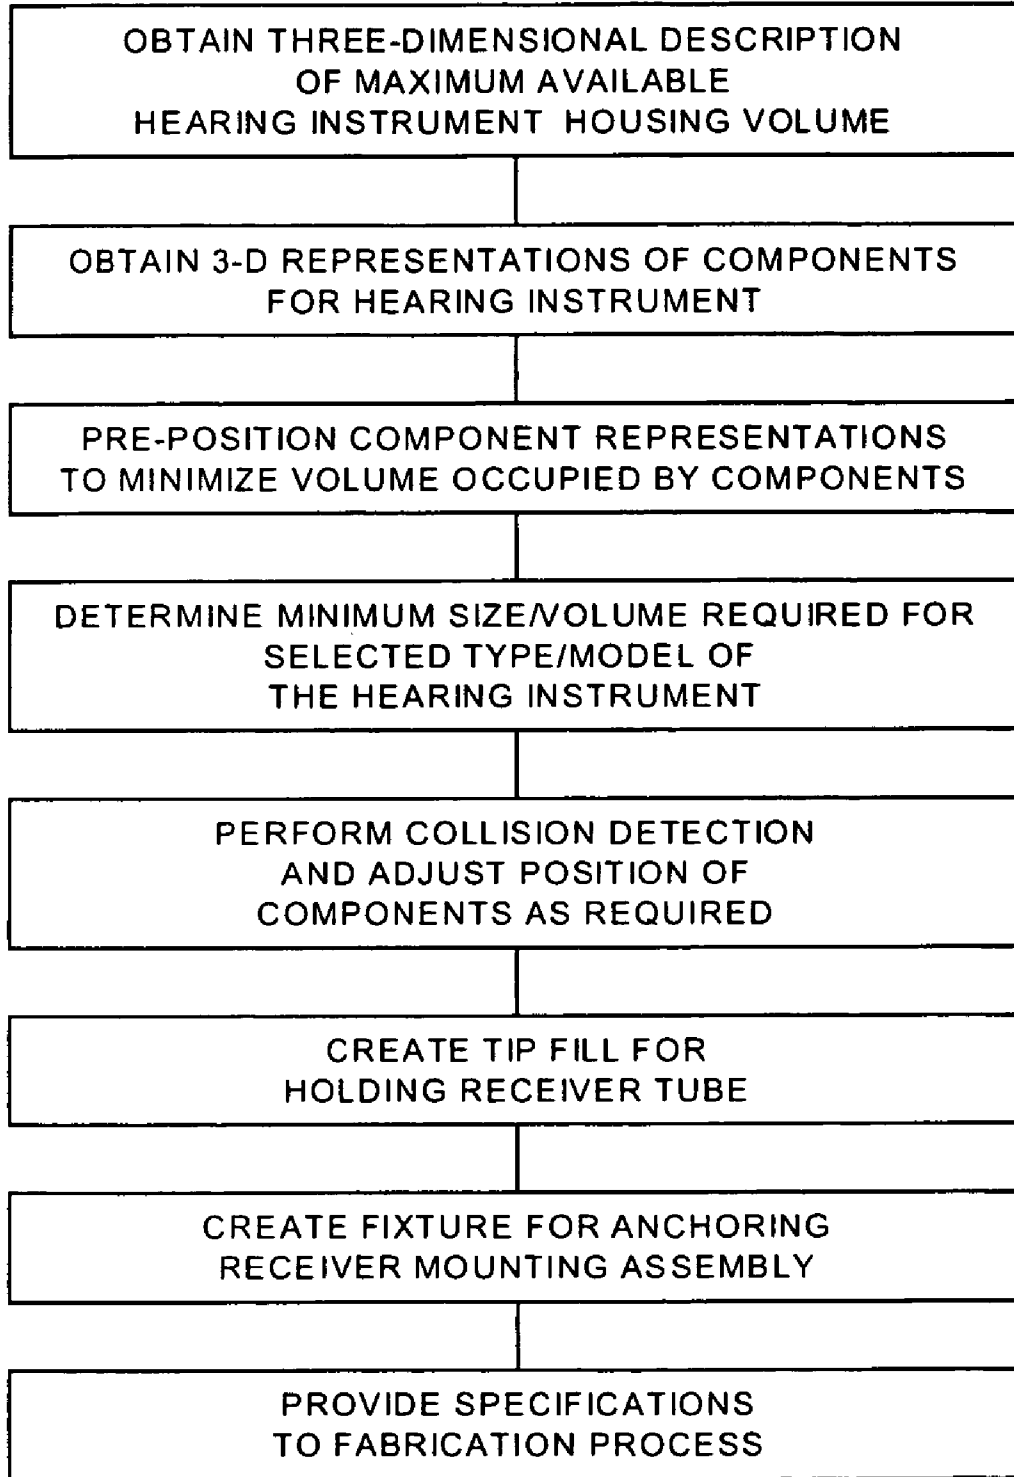 OBTAIN THREE-DIMENSIONAL DESCRIPTION
OF MAXIMUM AVAILABLE
HEARING INSTRUMENT HOUSING VOLUME
OBTAIN 3-D REPRESENTATIONS OF COMPONENTS
FOR HEARING INSTRUMENT
PRE-POSITION COMPONENT REPRESENTATIONS
TO MINIMIZE VOLUME OCCUPIED BY COMPONENTS
DETERMINE MINIMUM SIZE/VOLUME REQUIRED FOR
SELECTED TYPE/MODEL OF
THE HEARING INSTRUMENT
PERFORM COLLISION DETECTION
AND ADJUST POSITION OF
COMPONENTS AS REQUIRED
CREATE TIP FILL FOR
HOLDING RECEIVER TUBE
CREATE FIXTURE FOR ANCHORING
RECEIVER MOUNTING ASSEMBLY
PROVIDE SPECIFICATIONS
TO FABRICATION PROCESS